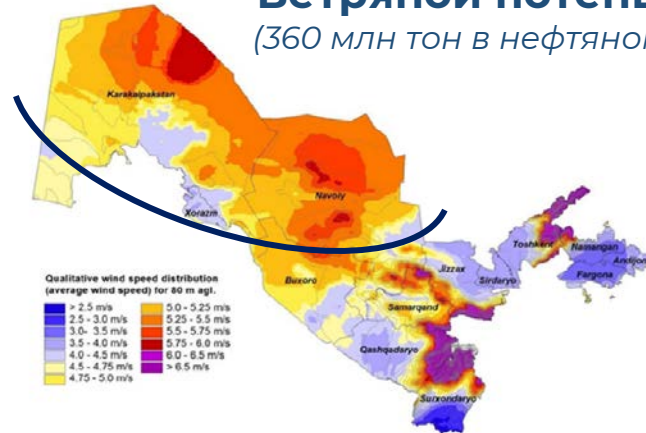 Ветряной потен
(360 млн тон в нефтяно
Karakalpakstan
Navoiy
Xorazm
Toshkent
Namangan
Andijon
Fargona
Jizzax
Sirdaryo
Buxoro
Samarqand
Qashqadaryo
Surxondaryo
Qualitative wind speed distribution
(average wind speed) for 80 m agl.
> 2.5 m/s
2.5 - 3.0 m/s
3.0- 3.5 m/s
3.5 - 4.0 m/s
4.0 - 4.5 m/s
4.5 - 4.75 m/s
4.75 - 5.0 m/s
5.0 - 5.25 m/s
5.25 - 5.5 m/s
5.5 - 5.75 m/s
5.75 - 6.0 m/s
6.0 - 6.5 m/s
> 6.5 m/s